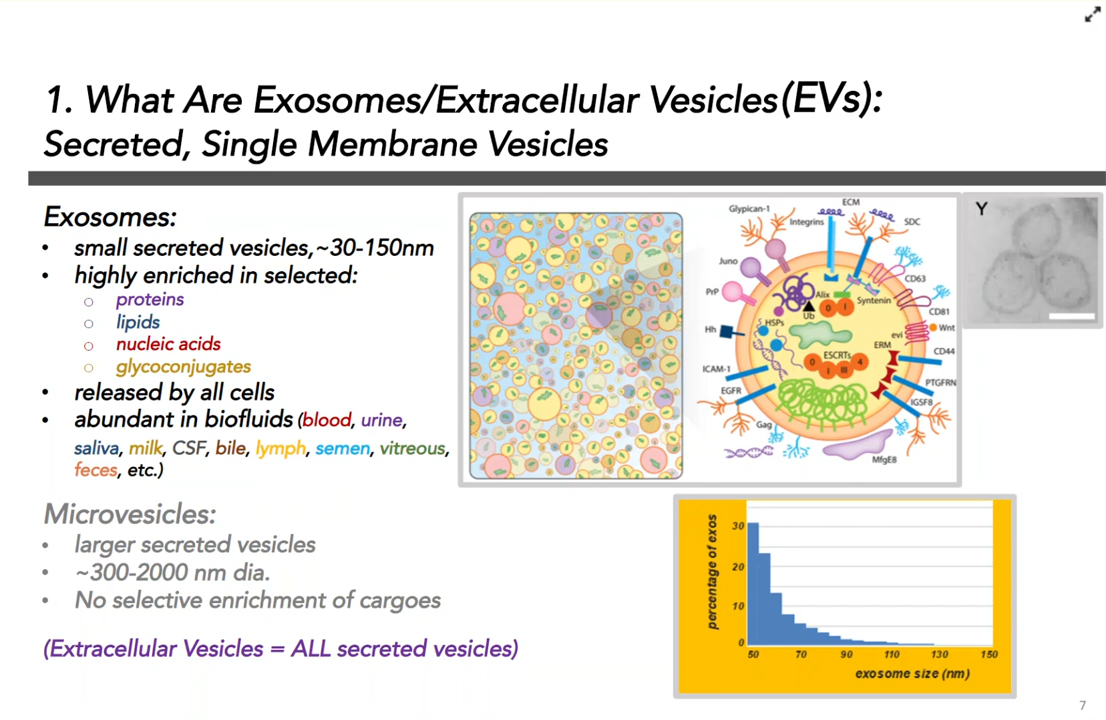 1. What Are Exosomes/Extracellular Vesicles(EVs):
Secreted, Single Membrane Vesicles
Exosomes:
• small secreted vesicles,~30-150nm
• highly enriched in selected:
○ proteins
○ lipids
○ nucleic acids
○ glycoconjugates
• released by all cells
• abundant in biofluids (blood, urine,
saliva, milk, CSF, bile, lymph, semen, vitreous,
feces, etc.)
Microvesicles:
• larger secreted vesicles
• ~300-2000 nm dia.
• No selective enrichment of cargoes
(Extracellular Vesicles = ALL secreted vesicles)
Glypican-1
Integrins
ECM
SDC
Juno
CD63
PrP
Alix
Syntenin
CD81
Ub
0 I
Hh
HSPs
evi
Wnt
ERM
CD44
ESCRTs
0 I III 4
ICAM-1
PTGFRN
EGFR
IGSF8
Gag
MfgE8
Y
percentage of exos
30
20
10
0
50 70 90 110 130 150
exosome size (nm)
7